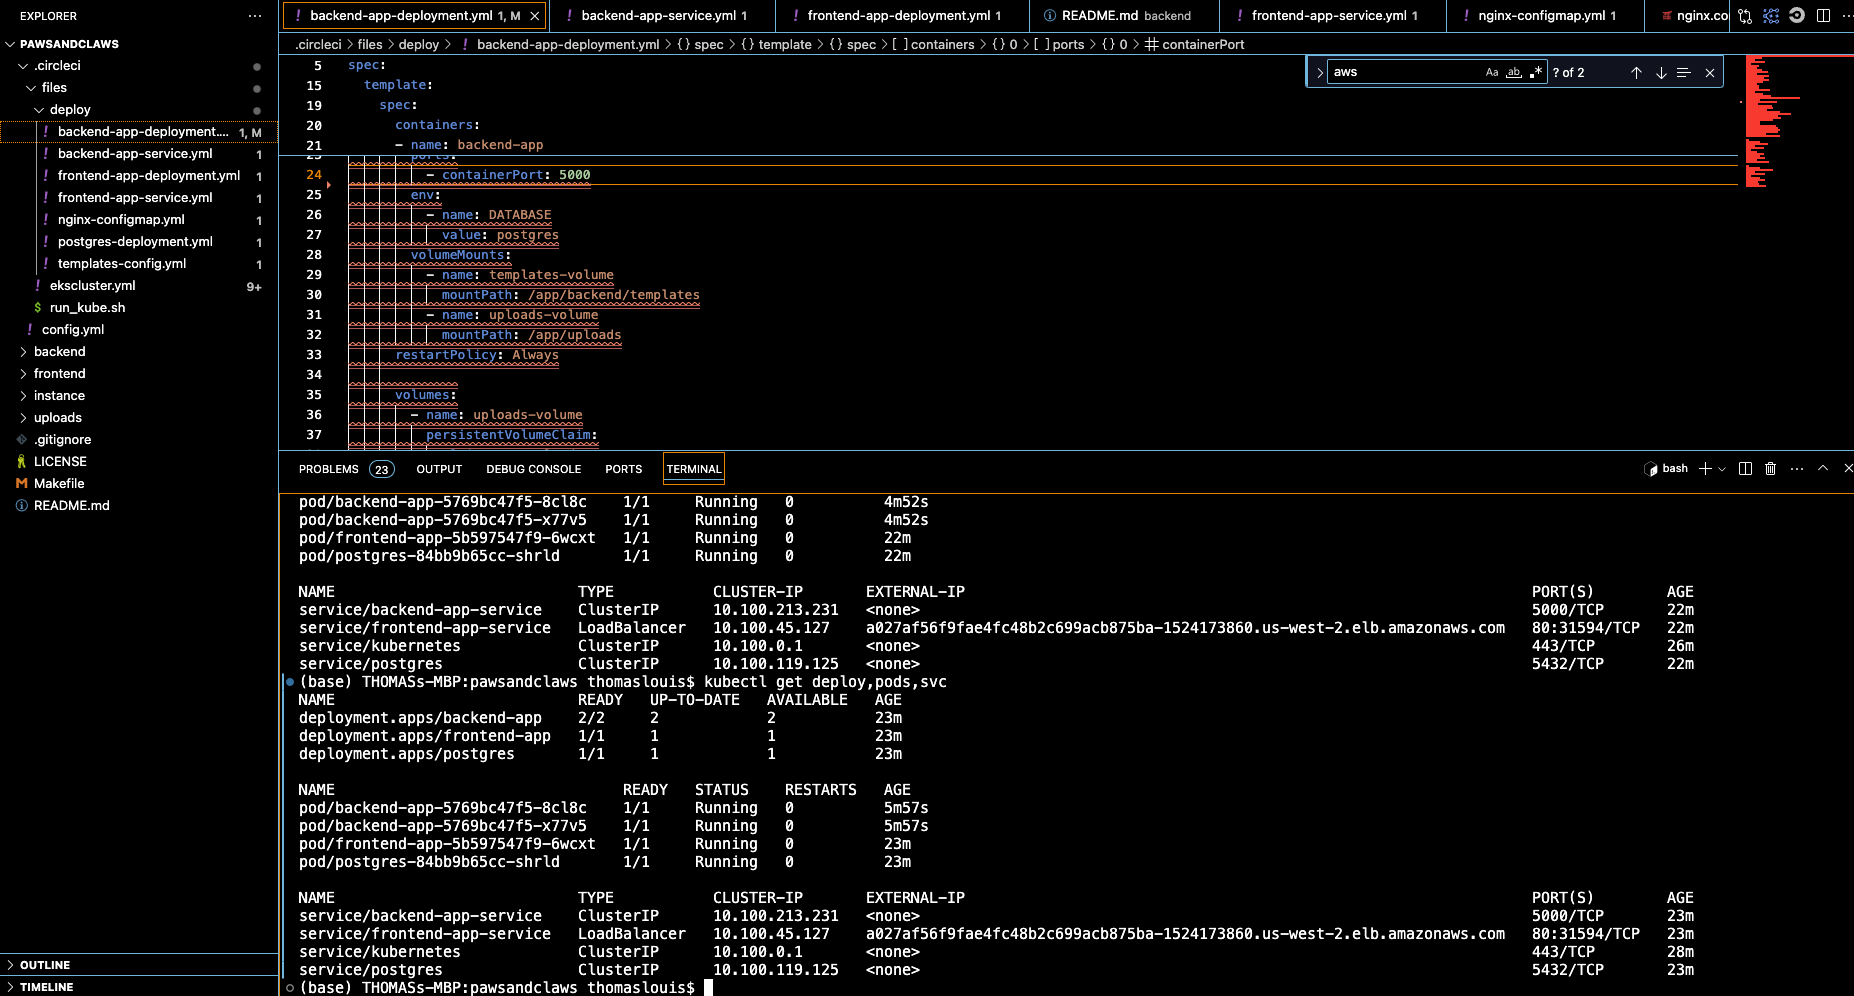 EXPLORER
PAWSANDCLAWS
.circleci
files
deploy
backend-app-deployment.... 1, M
backend-app-service.yml 1
frontend-app-deployment.yml 1
frontend-app-service.yml 1
nginx-configmap.yml 1
postgres-deployment.yml 1
templates-config.yml 1
ekscluster.yml 9+
run_kube.sh
config.yml
backend
frontend
instance
uploads
.gitignore
LICENSE
Makefile
README.md
OUTLINE
TIMELINE
backend-app-deployment.yml 1, M
backend-app-service.yml 1
frontend-app-deployment.yml 1
README.md backend
frontend-app-service.yml 1
nginx-configmap.yml 1
nginx.co
.circleci > files > deploy > ! backend-app-deployment.yml > {} spec > {} template > {} spec > [ ] containers > {} 0 > [ ] ports > {} 0 > containerPort
aws Aa ab .* ? of 2
5 spec:
15 template:
19 spec:
20 containers:
21 - name: backend-app
23 ports:
24 - containerPort: 5000
25 env:
26 - name: DATABASE
27 value: postgres
28 volumeMounts:
29 - name: templates-volume
30 mountPath: /app/backend/templates
31 - name: uploads-volume
32 mountPath: /app/uploads
33 restartPolicy: Always
34
35 volumes:
36 - name: uploads-volume
37 persistentVolumeClaim:
PROBLEMS 23 OUTPUT DEBUG CONSOLE PORTS TERMINAL
bash
pod/backend-app-5769bc47f5-8cl8c 1/1 Running 0 4m52s
pod/backend-app-5769bc47f5-x77v5 1/1 Running 0 4m52s
pod/frontend-app-5b597547f9-6wcxt 1/1 Running 0 22m
pod/postgres-84bb9b65cc-shrld 1/1 Running 0 22m
NAME TYPE CLUSTER-IP EXTERNAL-IP PORT(S) AGE
service/backend-app-service ClusterIP 10.100.213.231 <none> 5000/TCP 22m
service/frontend-app-service LoadBalancer 10.100.45.127 a027af56f9fae4fc48b2c699acb875ba-1524173860.us-west-2.elb.amazonaws.com 80:31594/TCP 22m
service/kubernetes ClusterIP 10.100.0.1 <none> 443/TCP 26m
service/postgres ClusterIP 10.100.119.125 <none> 5432/TCP 22m
(base) THOMASs-MBP:pawsandclaws thomaslouis$ kubectl get deploy,pods,svc
NAME READY UP-TO-DATE AVAILABLE AGE
deployment.apps/backend-app 2/2 2 2 23m
deployment.apps/frontend-app 1/1 1 1 23m
deployment.apps/postgres 1/1 1 1 23m
NAME READY STATUS RESTARTS AGE
pod/backend-app-5769bc47f5-8cl8c 1/1 Running 0 5m57s
pod/backend-app-5769bc47f5-x77v5 1/1 Running 0 5m57s
pod/frontend-app-5b597547f9-6wcxt 1/1 Running 0 23m
pod/postgres-84bb9b65cc-shrld 1/1 Running 0 23m
NAME TYPE CLUSTER-IP EXTERNAL-IP PORT(S) AGE
service/backend-app-service ClusterIP 10.100.213.231 <none> 5000/TCP 23m
service/frontend-app-service LoadBalancer 10.100.45.127 a027af56f9fae4fc48b2c699acb875ba-1524173860.us-west-2.elb.amazonaws.com 80:31594/TCP 23m
service/kubernetes ClusterIP 10.100.0.1 <none> 443/TCP 28m
service/postgres ClusterIP 10.100.119.125 <none> 5432/TCP 23m
(base) THOMASs-MBP:pawsandclaws thomaslouis$